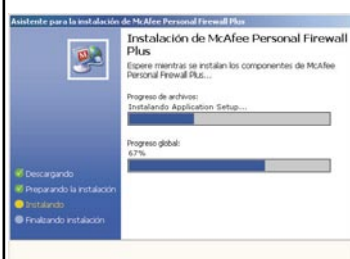 Asistente para la instalación de McAfee Personal Firewall Plus
Instalación de McAfee Personal Firewall
Plus
Espere mientras se instalan los componentes de McAfee
Personal Firewall Plus...
Progreso de archivos:
Instalando Application Setup...
Progreso global:
67%
Descargando
Preparando la instalación
Instalando
Finalizando instalación